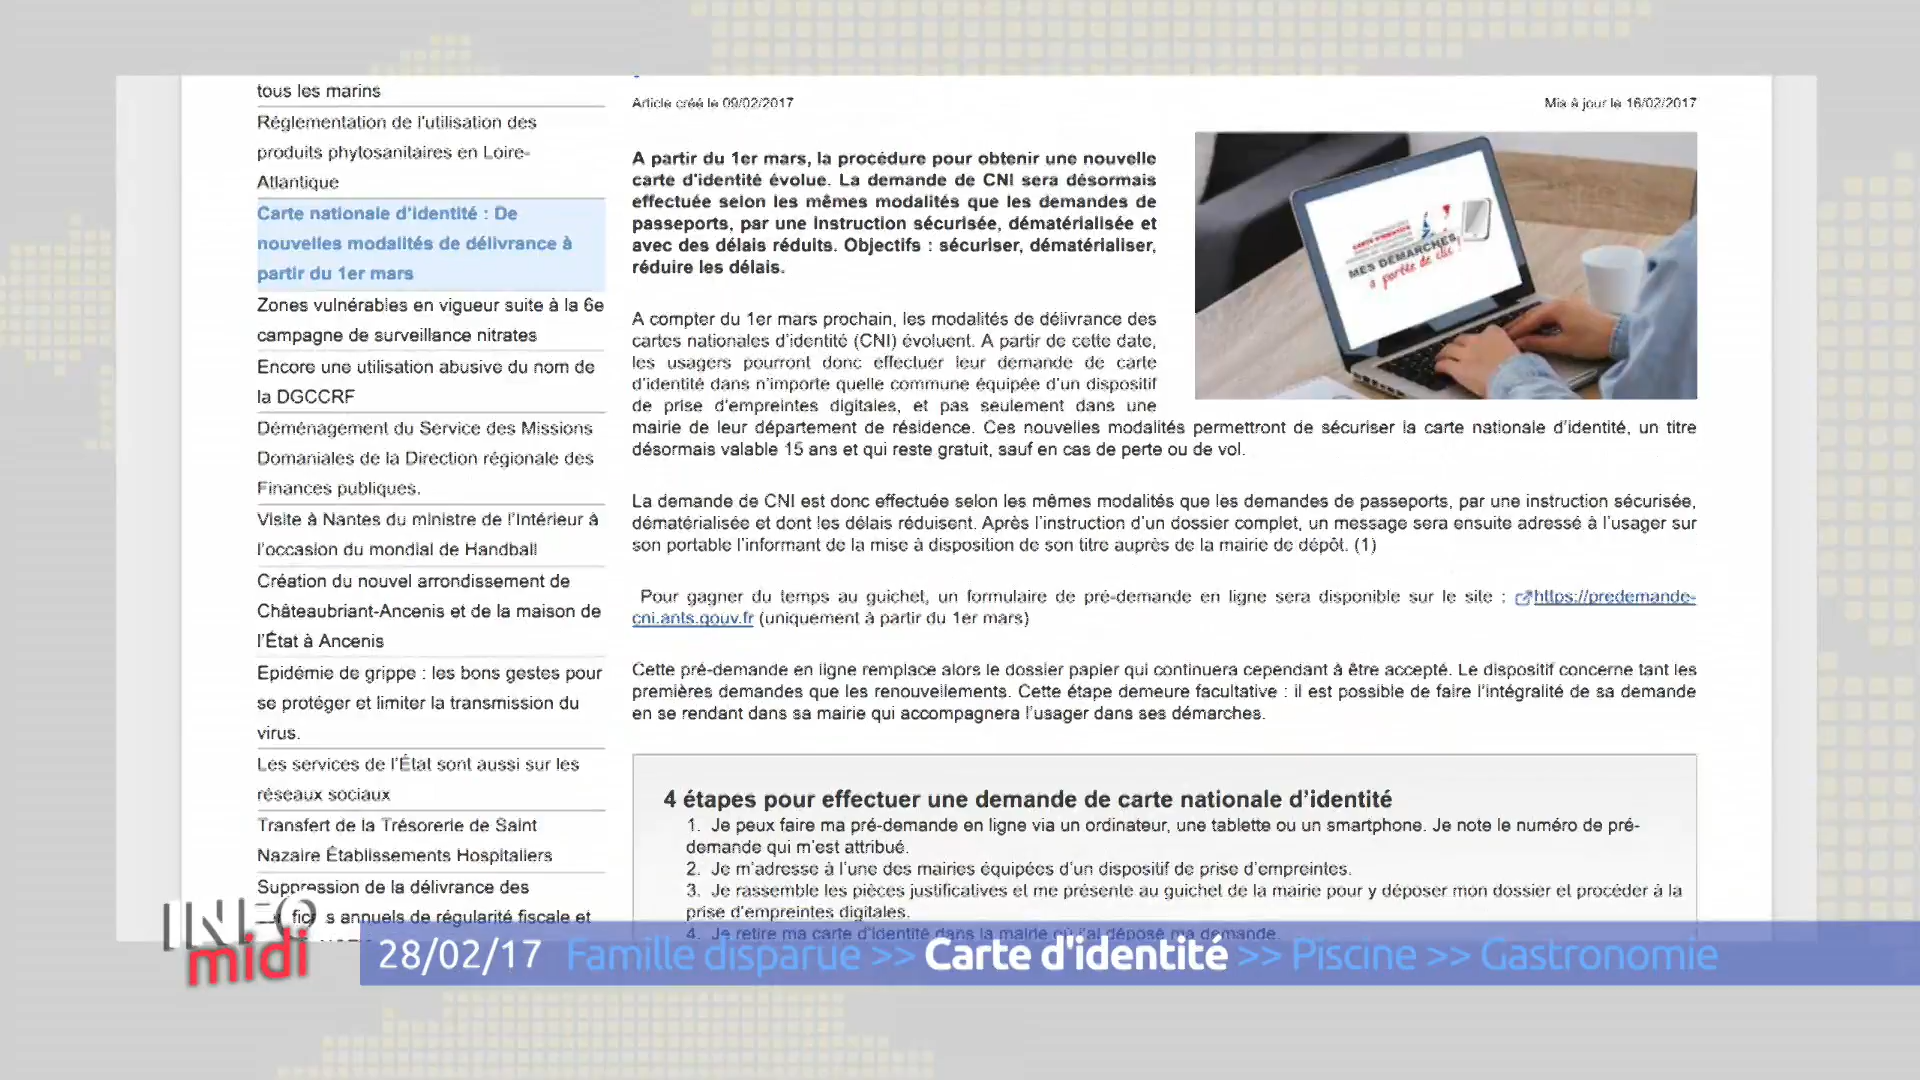 tous les marins
Réglementation de l'utilisation des
produits phytosanitaires en Loire-
Atlantique
Carte nationale d'identité : De
nouvelles modalités de délivrance à
partir du 1er mars
Zones vulnérables en vigueur suite à la 6e
campagne de surveillance nitrates
Encore une utilisation abusive du nom de
la DGCCRF
Déménagement du Service des Missions
Domaniales de la Direction régionale des
Finances publiques.
Visite à Nantes du ministre de l'Intérieur à
l'occasion du mondial de Handball
Création du nouvel arrondissement de
Châteaubriant-Ancenis et de la maison de
l'État à Ancenis
Epidémie de grippe : les bons gestes pour
se protéger et limiter la transmission du
virus.
Les services de l'État sont aussi sur les
réseaux sociaux
Transfert de la Trésorerie de Saint
Nazaire Établissements Hospitaliers
Suppression de la délivrance des
annuels de régularité fiscale et
Article créé le 09/02/2017
Mis à jour le 16/02/2017
A partir du 1er mars, la procédure pour obtenir une nouvelle
carte d'identité évolue. La demande de CNI sera désormais
effectuée selon les mêmes modalités que les demandes de
passeports, par une instruction sécurisée, dématérialisée et
avec des délais réduits. Objectifs : sécuriser, dématérialiser,
réduire les délais.
CARTE D'IDENTITÉ
MES DÉMARCHES
à portée de clic !
A compter du 1er mars prochain, les modalités de délivrance des
cartes nationales d'identité (CNI) évoluent. A partir de cette date,
les usagers pourront donc effectuer leur demande de carte
d'identité dans n'importe quelle commune équipée d'un dispositif
de prise d'empreintes digitales, et pas seulement dans une
mairie de leur département de résidence. Ces nouvelles modalités permettront de sécuriser la carte nationale d'identité, un titre
désormais valable 15 ans et qui reste gratuit, sauf en cas de perte ou de vol.
La demande de CNI est donc effectuée selon les mêmes modalités que les demandes de passeports, par une instruction sécurisée,
dématérialisée et dont les délais réduisent. Après l'instruction d'un dossier complet, un message sera ensuite adressé à l'usager sur
son portable l'informant de la mise à disposition de son titre auprès de la mairie de dépôt. (1)
Pour gagner du temps au guichet, un formulaire de pré-demande en ligne sera disponible sur le site : https://predemande-
cni.ants.gouv.fr (uniquement à partir du 1er mars)
Cette pré-demande en ligne remplace alors le dossier papier qui continuera cependant à être accepté. Le dispositif concerne tant les
premières demandes que les renouvellements. Cette étape demeure facultative : il est possible de faire l'intégralité de sa demande
en se rendant dans sa mairie qui accompagnera l'usager dans ses démarches.
4 étapes pour effectuer une demande de carte nationale d'identité
1. Je peux faire ma pré-demande en ligne via un ordinateur, une tablette ou un smartphone. Je note le numéro de pré-
demande qui m'est attribué.
2. Je m'adresse à l'une des mairies équipées d'un dispositif de prise d'empreintes.
3. Je rassemble les pièces justificatives et me présente au guichet de la mairie pour y déposer mon dossier et procéder à la
prise d'empreintes digitales.
4. Je retire ma carte d'identité dans la mairie où j'ai déposé ma demande.
INFO
midi
28/02/17 Famille disparue >> Carte d'identité >> Piscine >> Gastronomie